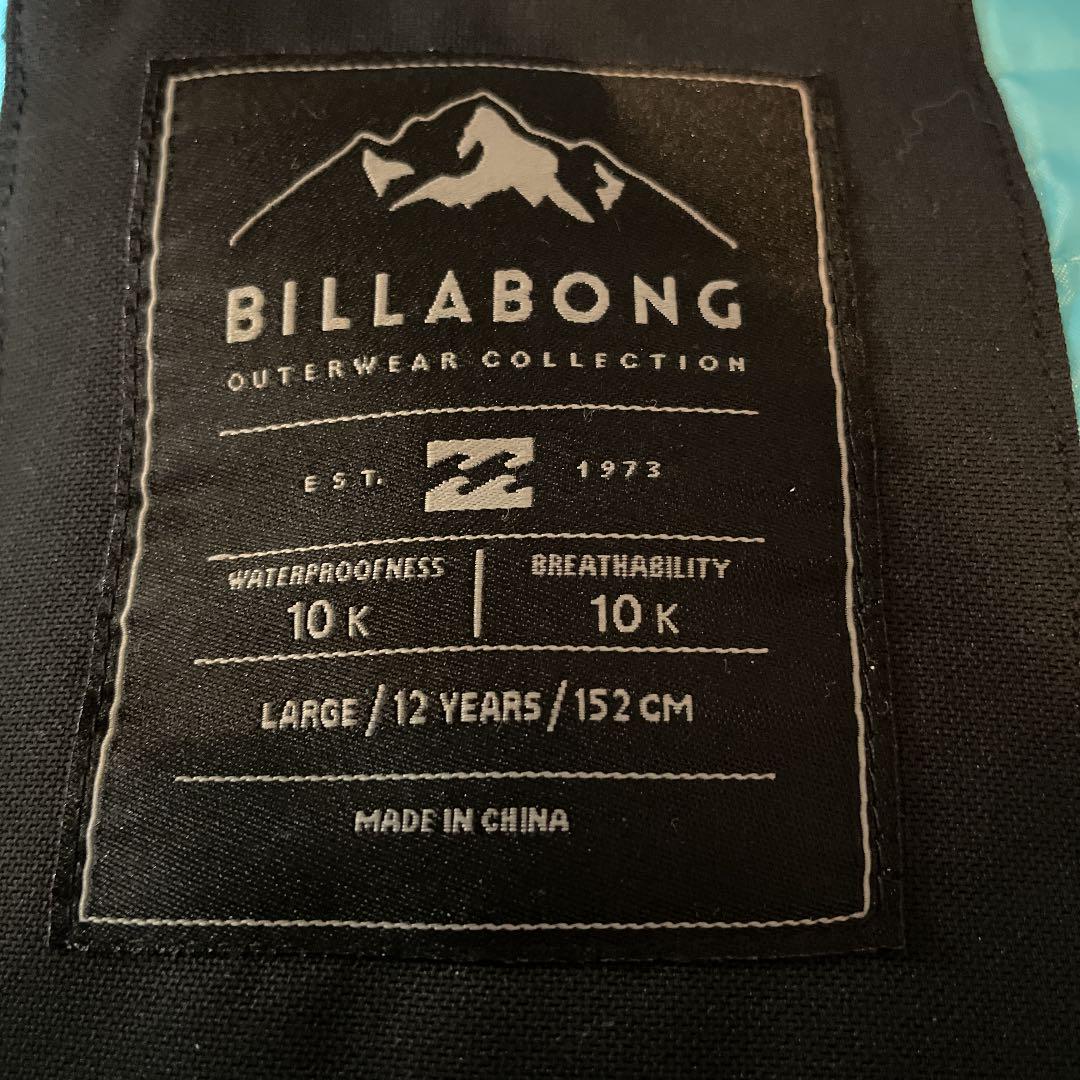 BILLABONG
OUTERWEAR COLLECTION
EST. 1973
WATERPROOFNESS | BREATHABILITY
10 K 10 K
LARGE/12 YEARS/152 CM
MADE IN CHINA